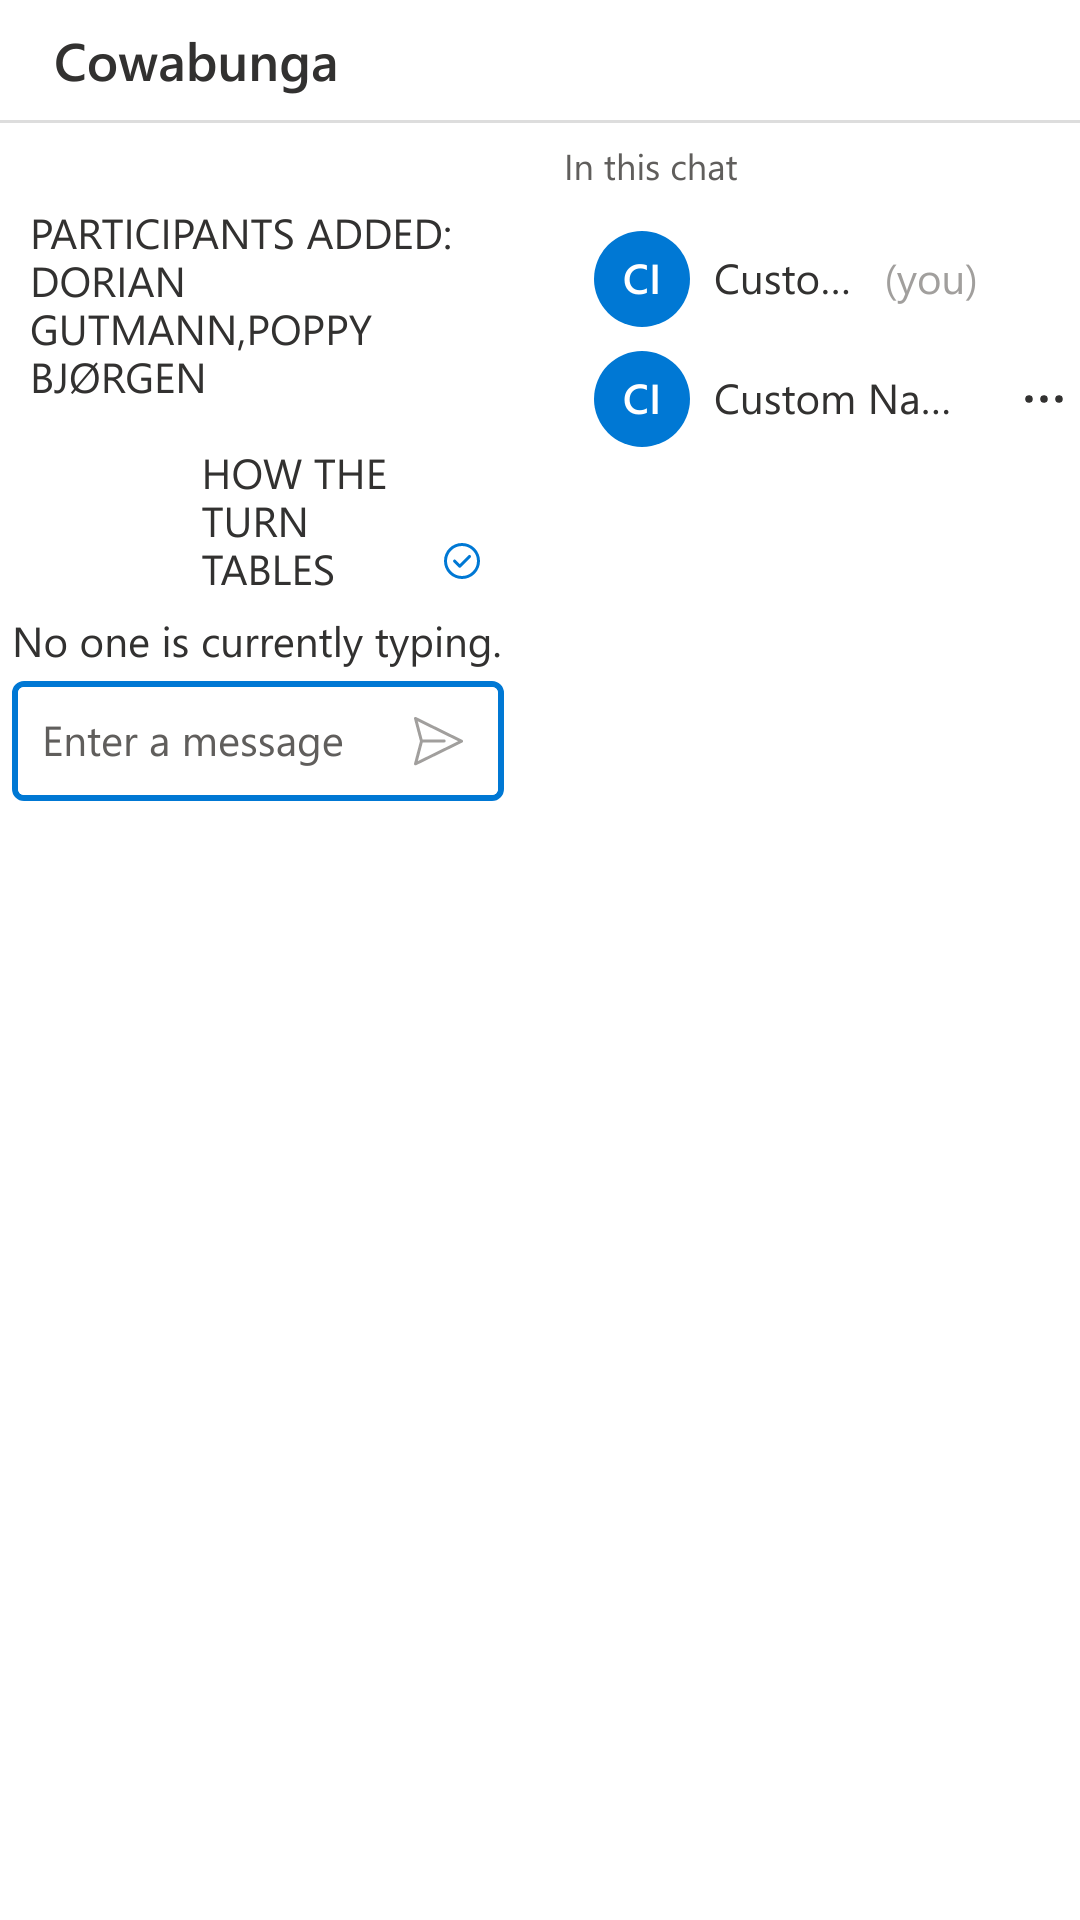 Cowabunga
PARTICIPANTS ADDED:
DORIAN
GUTMANN,POPPY
BJØRGEN
HOW THE
TURN
TABLES
No one is currently typing.
Enter a message
In this chat
CI Custo... (you)
CI Custom Na...